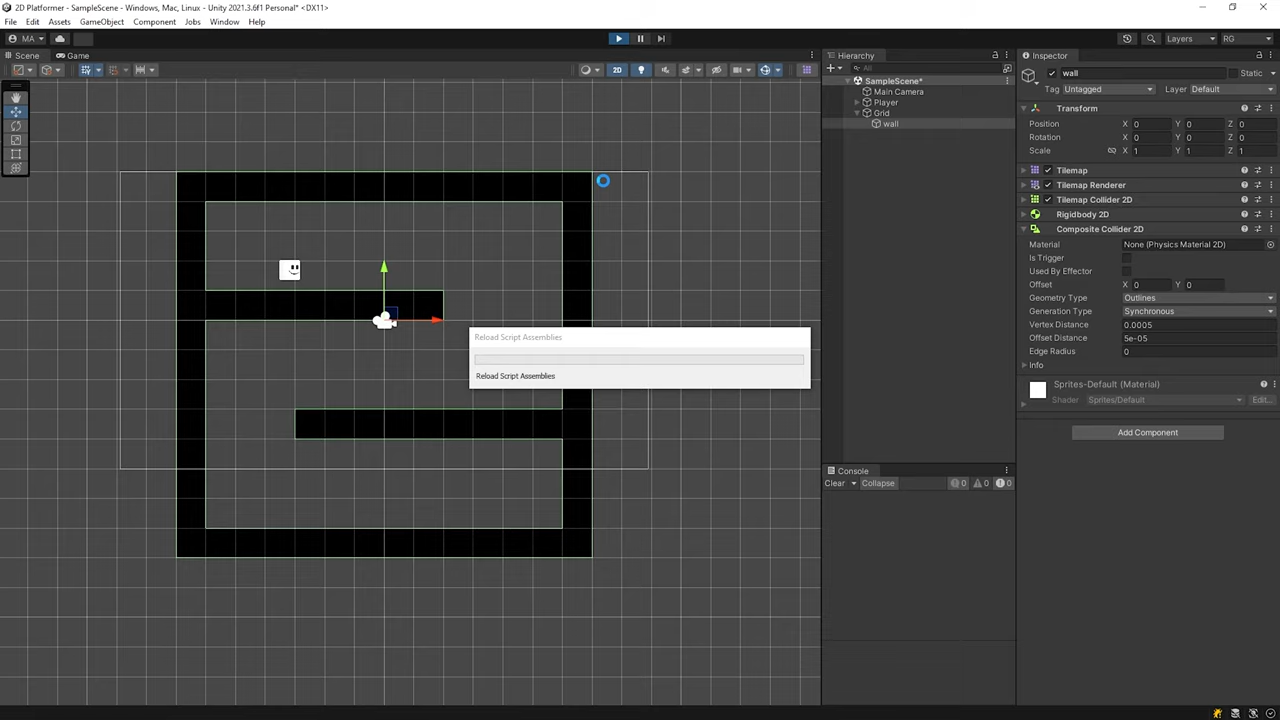 2D Platformer - SampleScene - Windows, Mac, Linux - Unity 2021.3.6f1 Personal* <DX11>
File Edit Assets GameObject Component Jobs Window Help
MA
Layers RG
Scene Game
2D
Hierarchy
All
SampleScene*
Main Camera
Player
Grid
wall
Inspector
wall Static
Tag Untagged Layer Default
Transform
Position X 0 Y 0 Z 0
Rotation X 0 Y 0 Z 0
Scale X 1 Y 1 Z 1
Tilemap
Tilemap Renderer
Tilemap Collider 2D
Rigidbody 2D
Composite Collider 2D
Material None (Physics Material 2D)
Is Trigger
Used By Effector
Offset X 0 Y 0
Geometry Type Outlines
Generation Type Synchronous
Vertex Distance 0.0005
Offset Distance 5e-05
Edge Radius 0
Info
Sprites-Default (Material)
Shader Sprites/Default Edit...
Add Component
Reload Script Assemblies
Reload Script Assemblies
Console
Clear Collapse 0 0 0